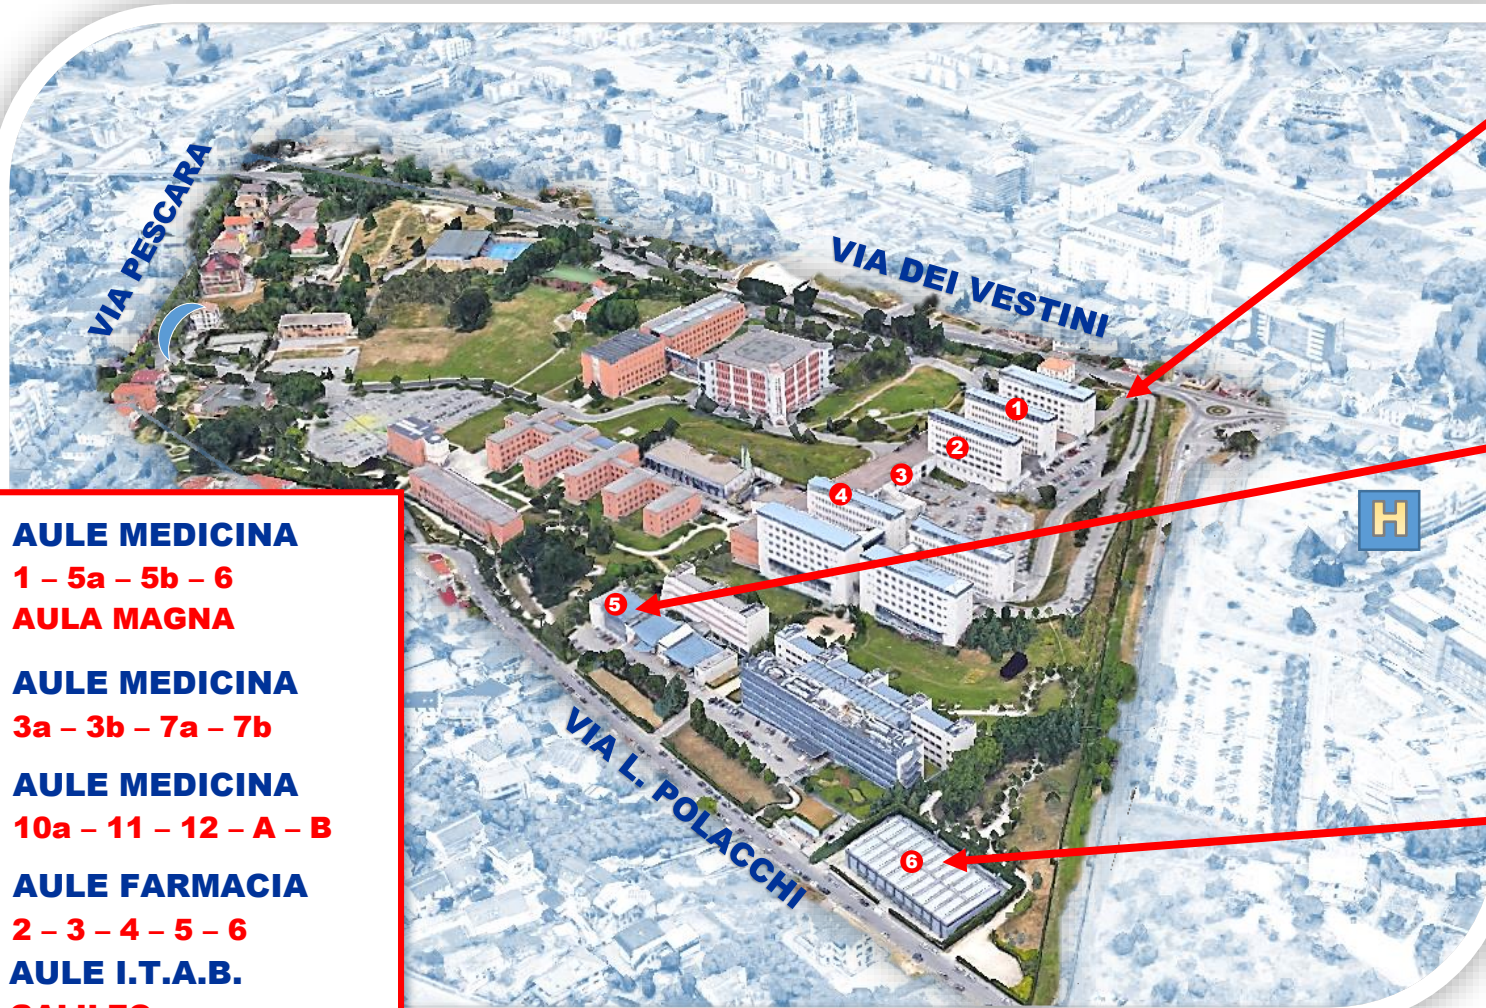 VIA PESCARA
VIA DEI VESTINI
1
2
3
4
H
5
VIA L. POLACCHI
6
AULE MEDICINA
1 – 5a – 5b – 6
AULA MAGNA
AULE MEDICINA
3a – 3b – 7a – 7b
AULE MEDICINA
10a – 11 – 12 – A – B
AULE FARMACIA
2 – 3 – 4 – 5 – 6
AULE I.T.A.B.